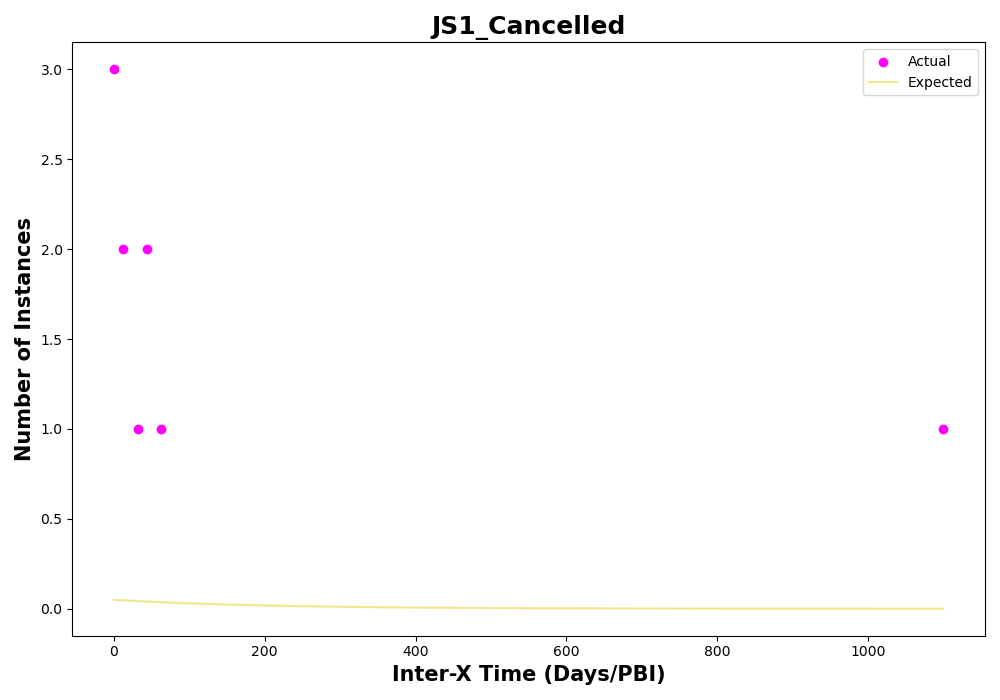 JS1_Cancelled
Actual
Expected
3.0
2.5
2.0
1.5
1.0
0.5
0.0
Number of Instances
0
200
400
600
800
1000
Inter-X Time (Days/PBI)